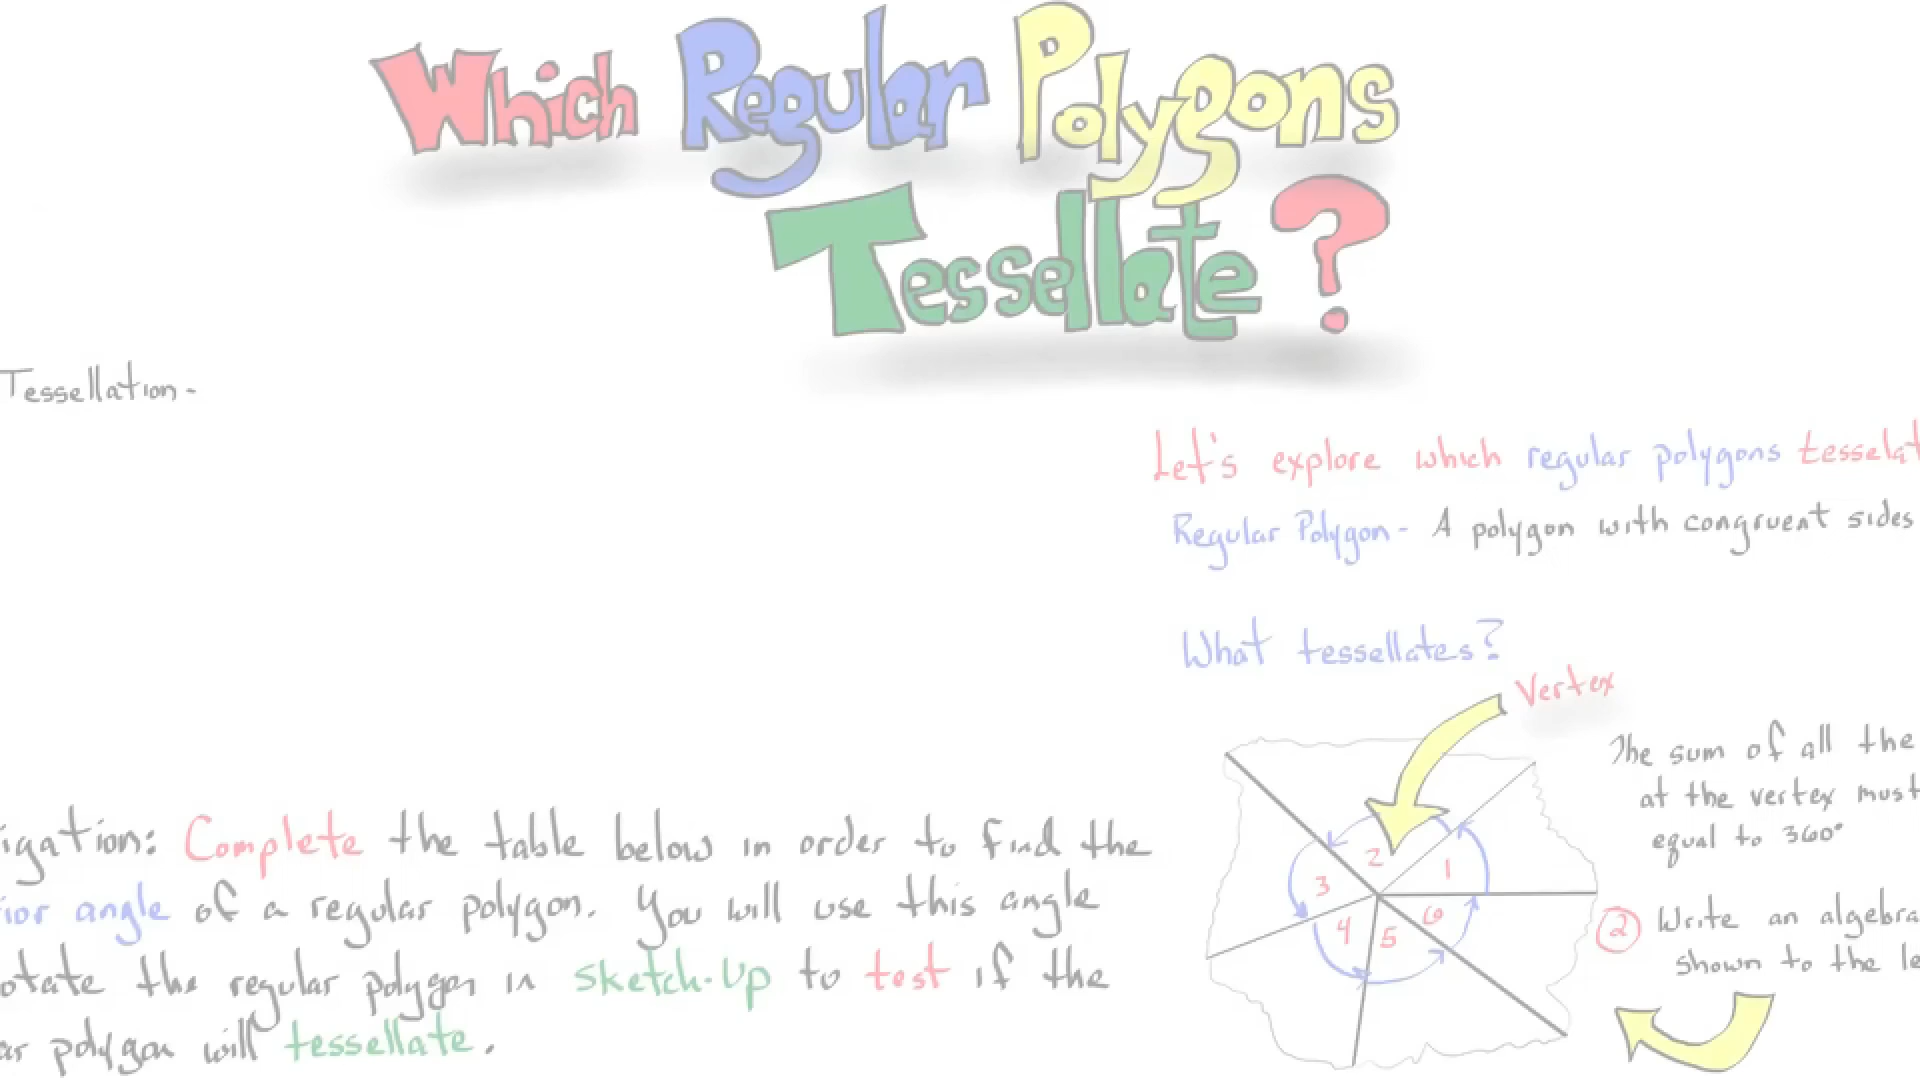 Which Regular Polygons
Tessellate?
Tessellation -
Let's explore which regular polygons tesselat
Regular Polygon - A polygon with congruent sides
What tessellates?
Vertex
The sum of all the
at the vertex must
equal to 360°
1
2
3
4
5
6
2 Write an algebra
shown to the le
igation: Complete the table below in order to find the
ior angle of a regular polygon. You will use this angle
otate the regular polygon in sketch-up to test if the
ar polygon will tessellate.